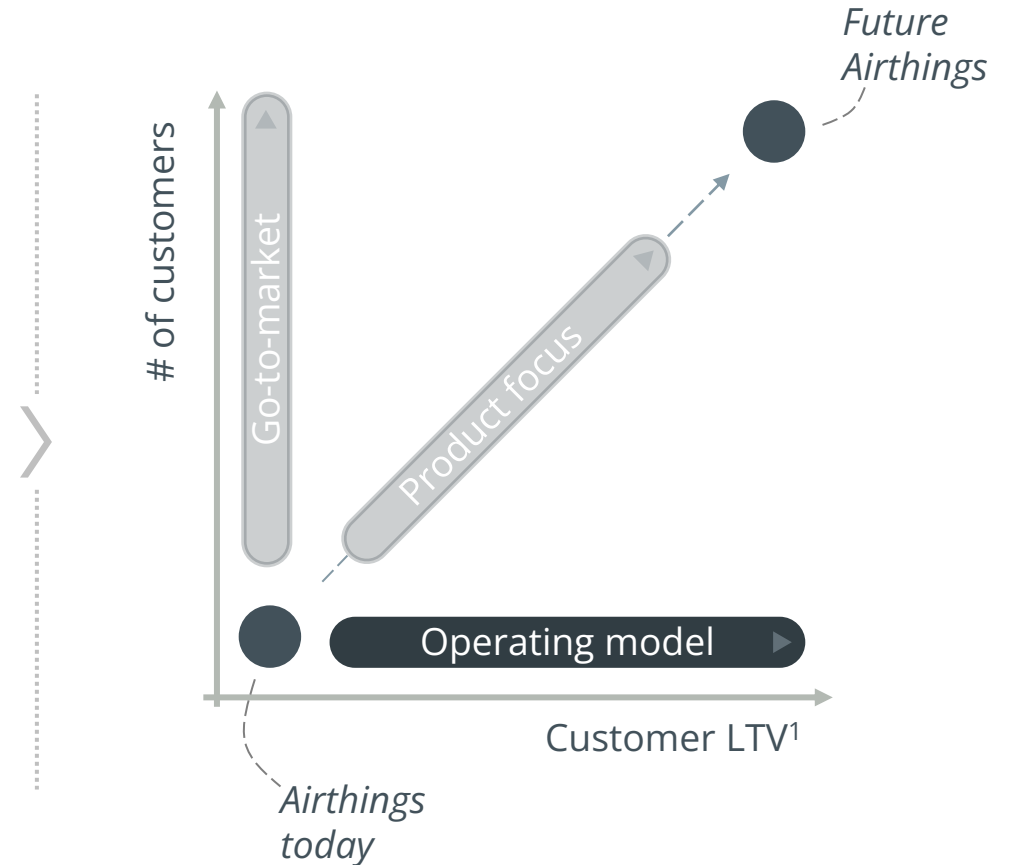 Future
Airthings
# of customers
Go-to-market
Product focus
Operating model
Customer LTV¹
Airthings
today